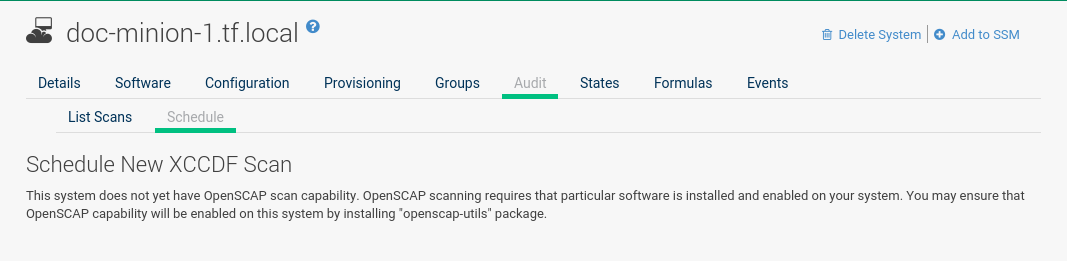 doc-minion-1.tf.local ?
Delete System | Add to SSM
Details Software Configuration Provisioning Groups Audit States Formulas Events
List Scans Schedule
Schedule New XCCDF Scan
This system does not yet have OpenSCAP scan capability. OpenSCAP scanning requires that particular software is installed and enabled on your system. You may ensure that
OpenSCAP capability will be enabled on this system by installing "openscap-utils" package.